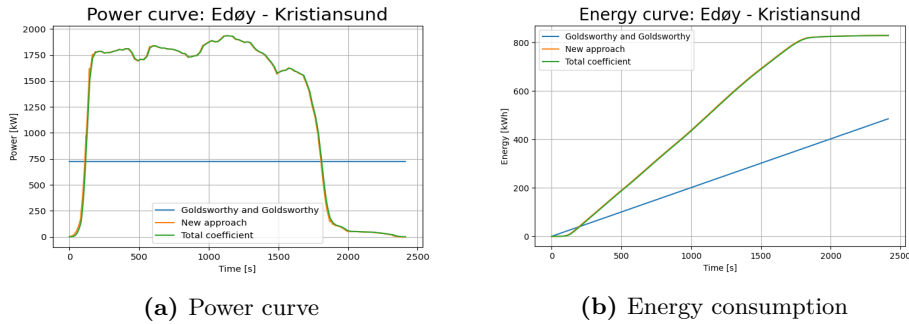 Power curve: Edøy - Kristiansund
2000
1750
1500
1250
1000
750
500
250
0
Power [kW]
Goldsworthy and Goldsworthy
New approach
Total coefficient
0
500
1000
1500
2000
2500
Time [s]
(a) Power curve
Energy curve: Edøy - Kristiansund
Goldsworthy and Goldsworthy
New approach
Total coefficient
800
600
400
200
0
Energy [kWh]
0
500
1000
1500
2000
2500
Time [s]
(b) Energy consumption